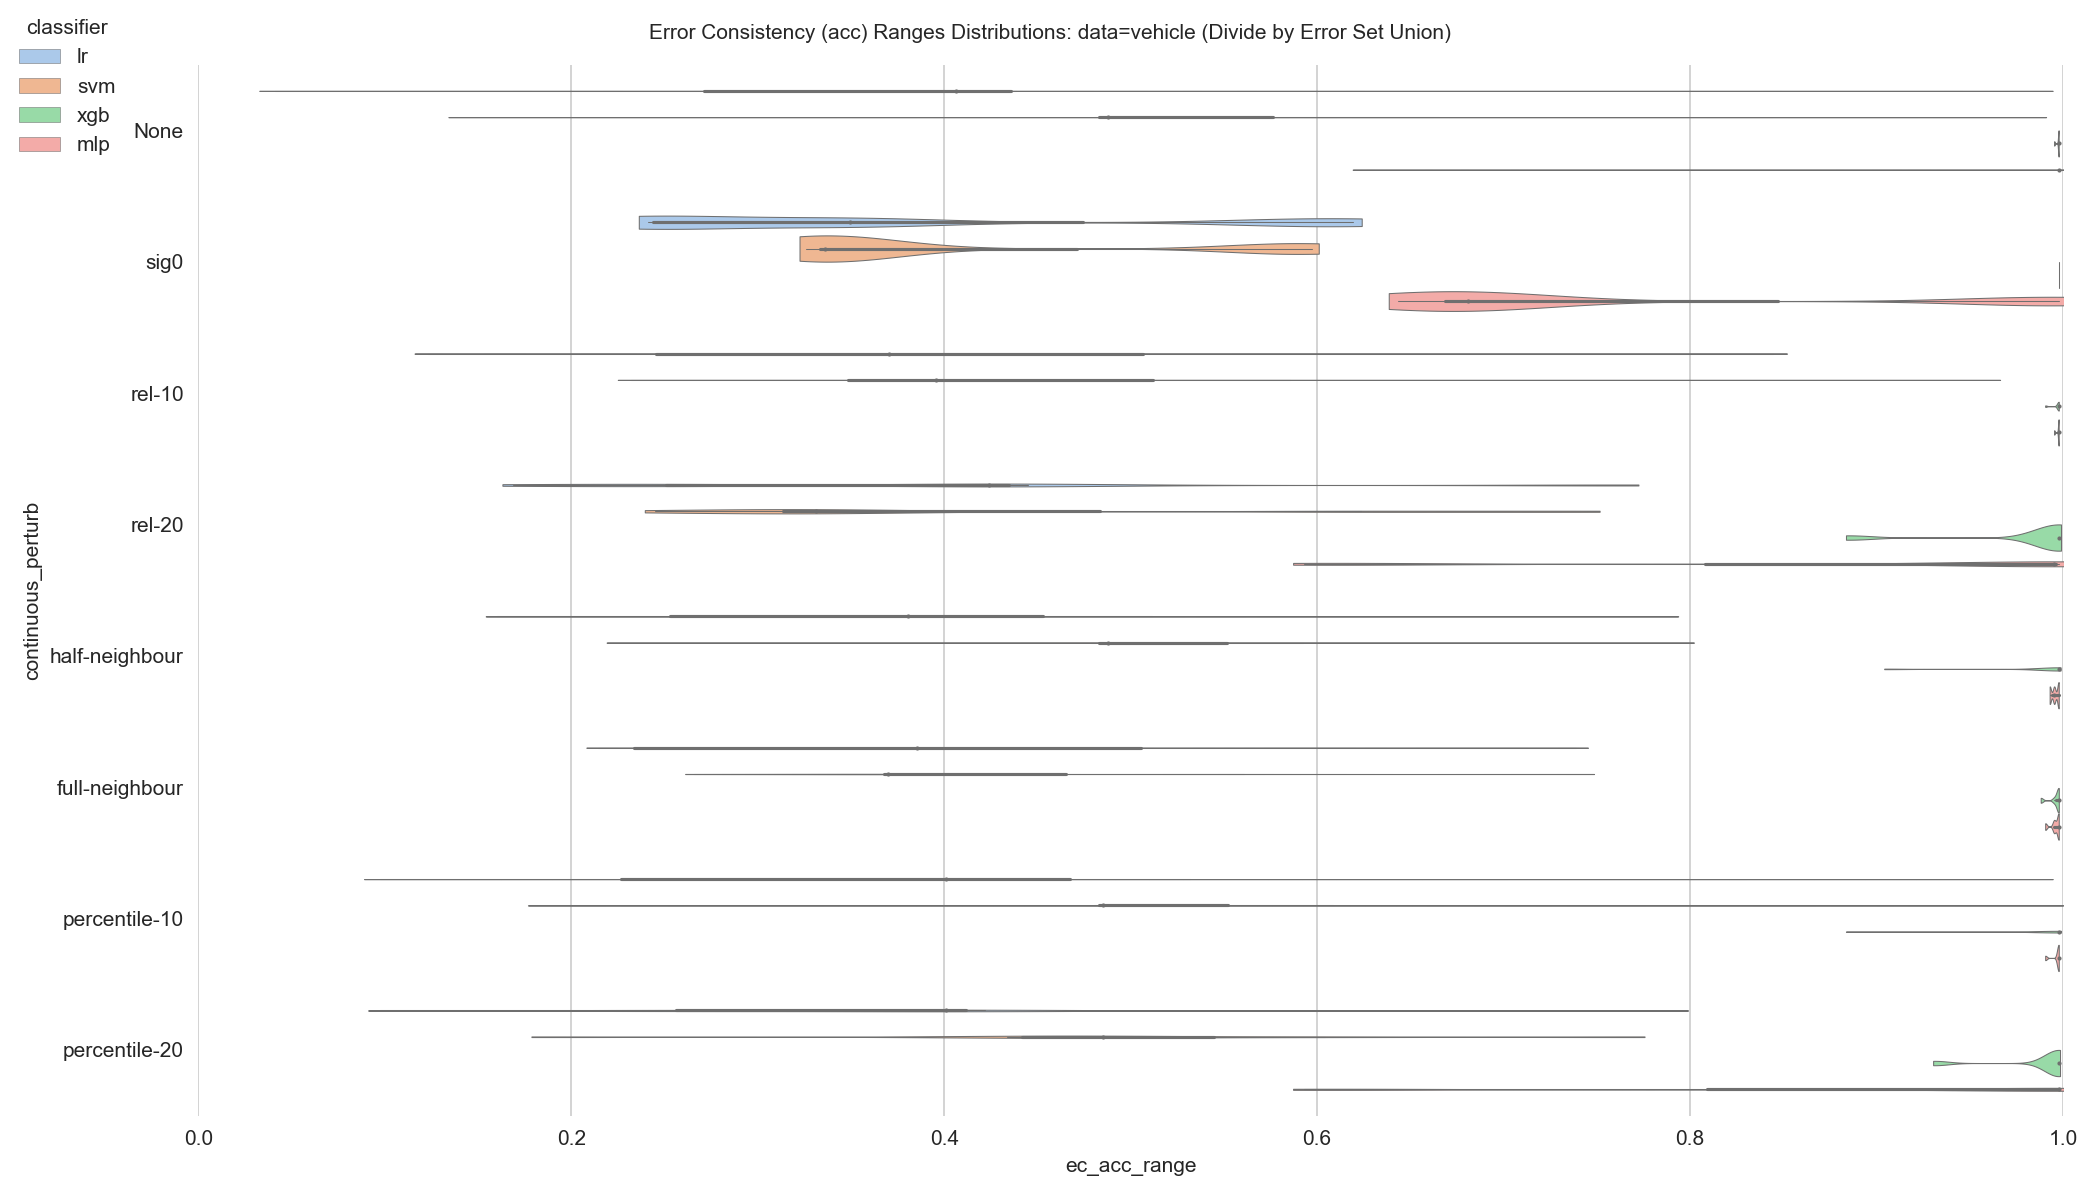 Error Consistency (acc) Ranges Distributions: data=vehicle (Divide by Error Set Union)
classifier
lr
svm
xgb
mlp
continuous_perturb
None
sig0
rel-10
rel-20
half-neighbour
full-neighbour
percentile-10
percentile-20
0.0 0.2 0.4 0.6 0.8 1.0
ec_acc_range